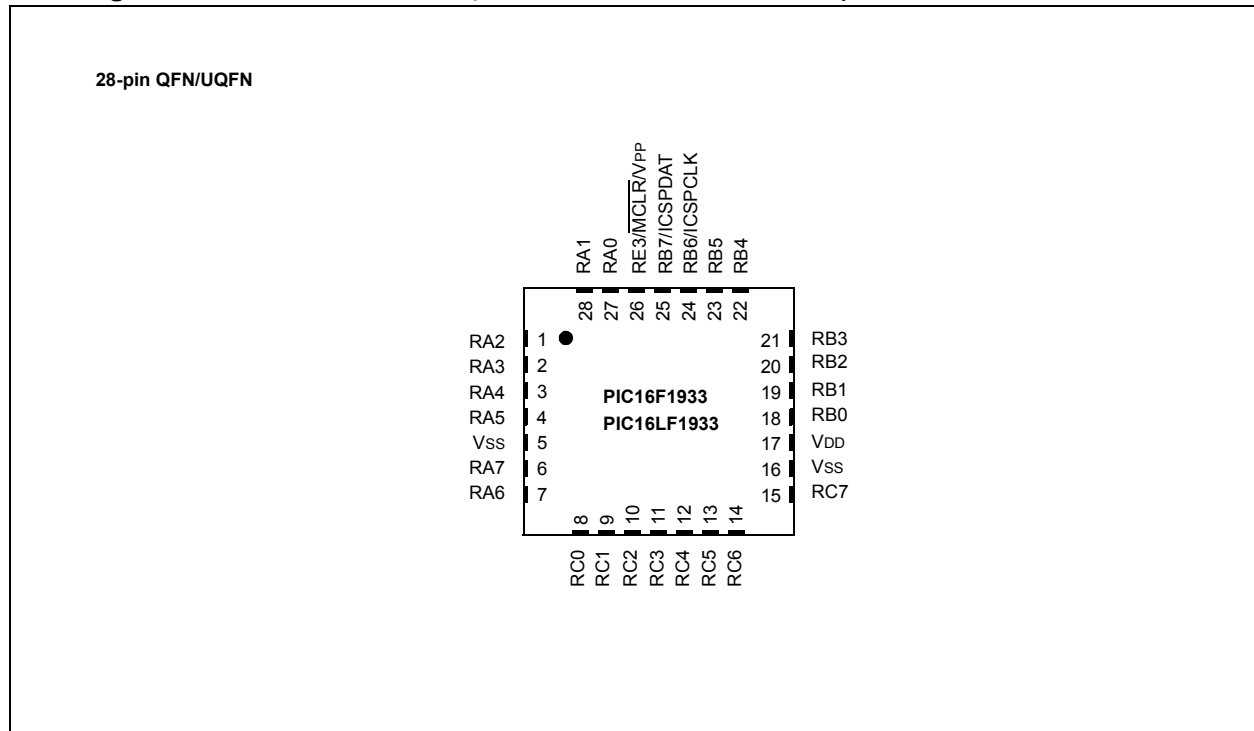 28-pin QFN/UQFN
RA1
RA0
RE3/MCLR/VPP
RB7/ICSPDAT
RB6/ICSPCLK
RB5
RB4
28
27
26
25
24
23
22
RA2 1
RA3 2
RA4 3
RA5 4
VSS 5
RA7 6
RA6 7
PIC16F1933
PIC16LF1933
21 RB3
20 RB2
19 RB1
18 RB0
17 VDD
16 VSS
15 RC7
8
9
10
11
12
13
14
RC0
RC1
RC2
RC3
RC4
RC5
RC6